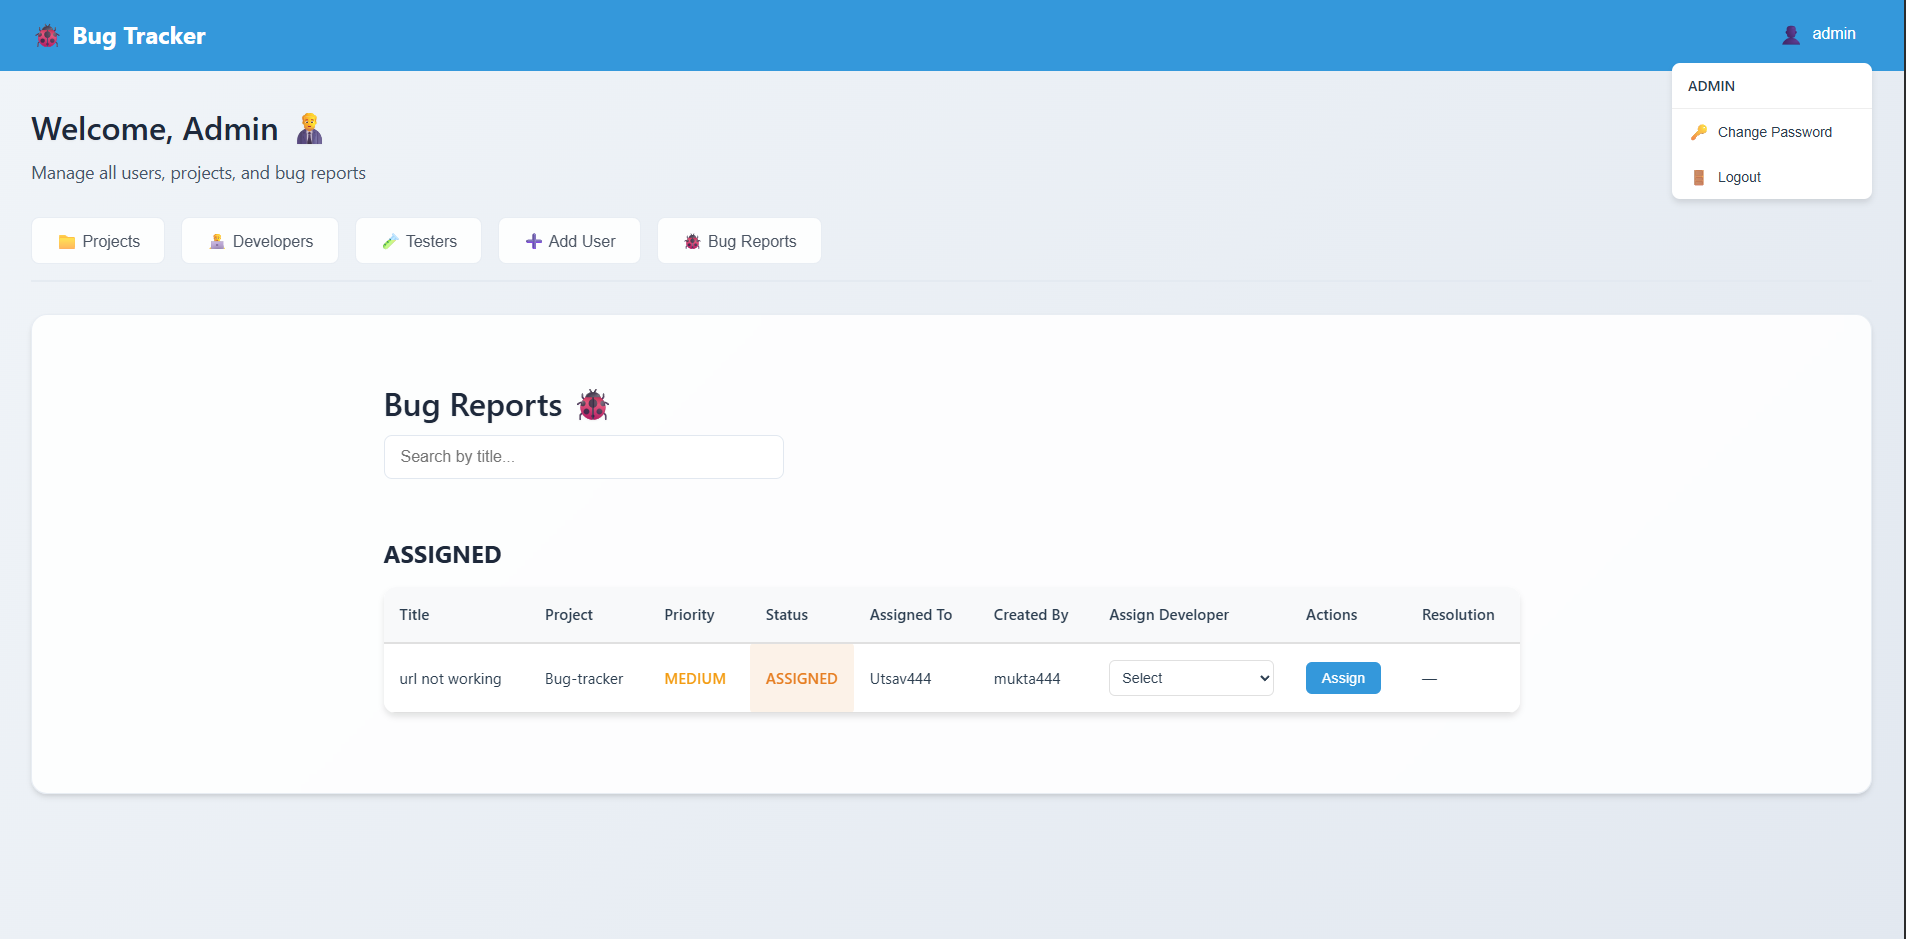 Bug Tracker
admin
ADMIN
Change Password
Logout
Welcome, Admin
Manage all users, projects, and bug reports
Projects
Developers
Testers
Add User
Bug Reports
Bug Reports
Search by title...
ASSIGNED
Title Project Priority Status Assigned To Created By Assign Developer Actions Resolution
url not working Bug-tracker MEDIUM ASSIGNED Utsav444 mukta444 Select Assign —